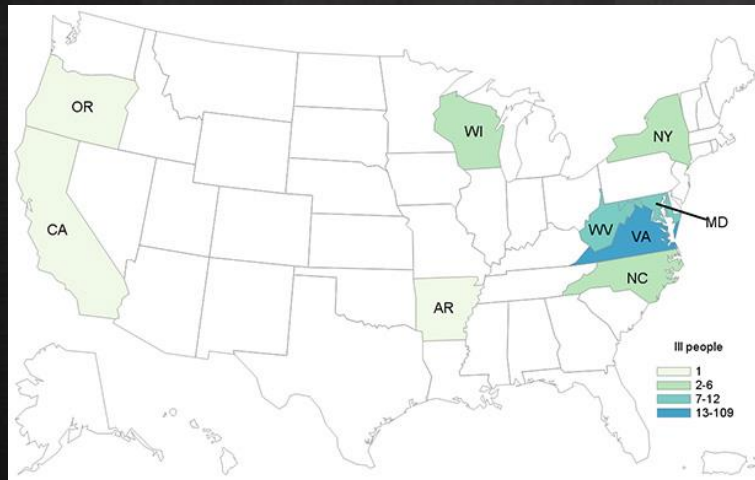 OR
WI
NY
CA
WV
VA
MD
NC
AR
Ill people
1
2-6
7-12
13-109